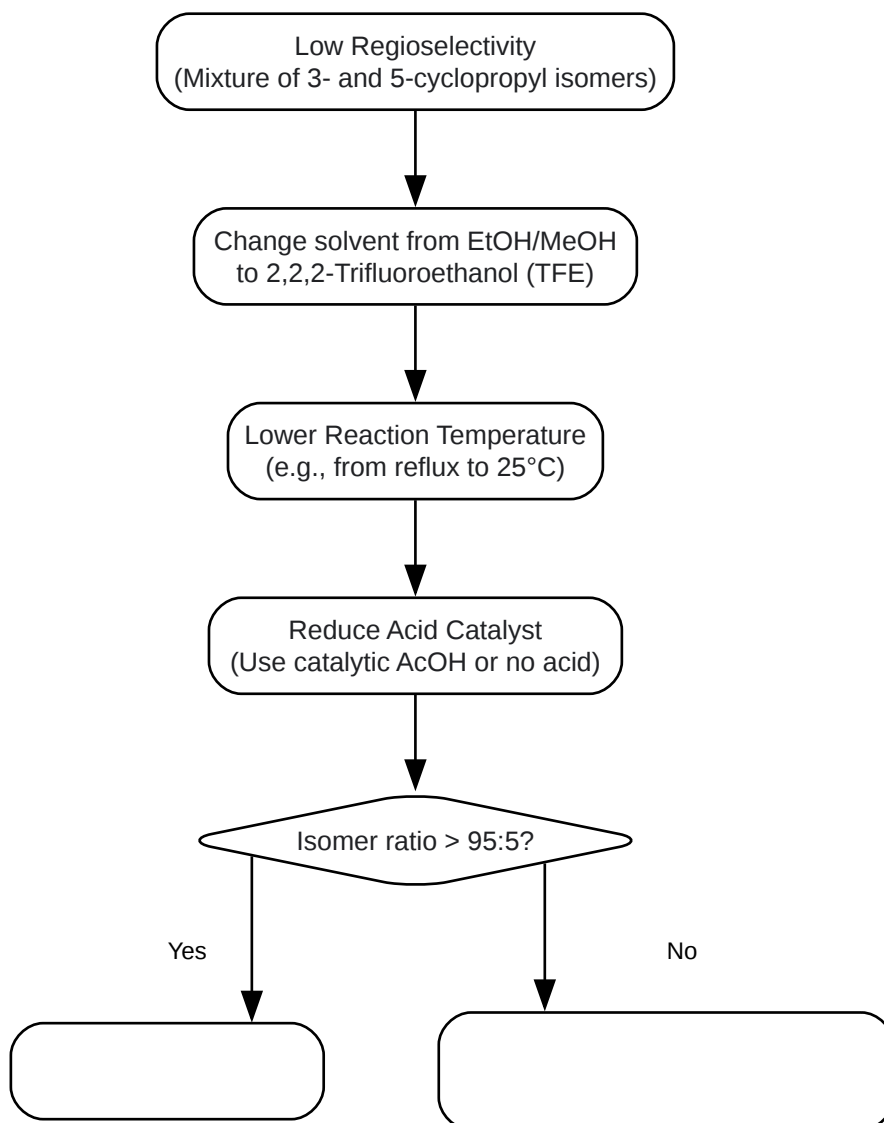 Low Regioselectivity
(Mixture of 3- and 5-cyclopropyl isomers)
Change solvent from EtOH/MeOH
to 2,2,2-Trifluoroethanol (TFE)
Lower Reaction Temperature
(e.g., from reflux to 25°C)
Reduce Acid Catalyst
(Use catalytic AcOH or no acid)
Isomer ratio > 95:5?
Yes
No